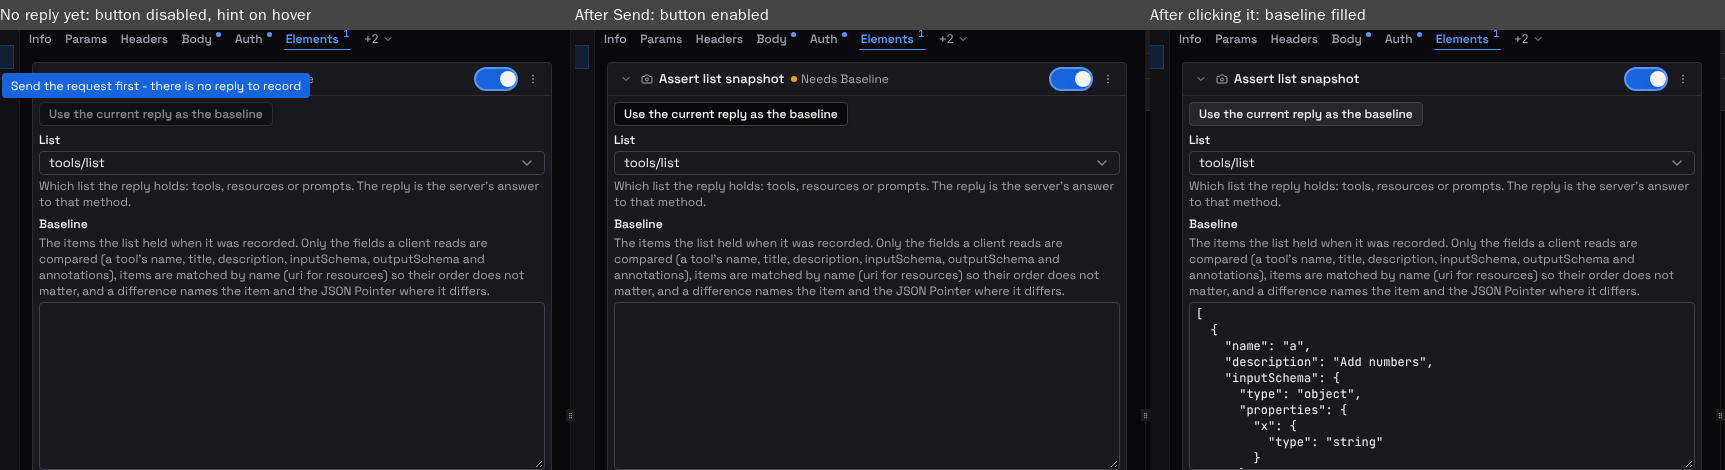 No reply yet: button disabled, hint on hover
Info Params Headers Body Auth Elements 1 +2
Send the request first - there is no reply to record
Use the current reply as the baseline
List
tools/list
Which list the reply holds: tools, resources or prompts. The reply is the server's answer
to that method.
Baseline
The items the list held when it was recorded. Only the fields a client reads are
compared (a tool's name, title, description, inputSchema, outputSchema and
annotations), items are matched by name (uri for resources) so their order does not
matter, and a difference names the item and the JSON Pointer where it differs.
After Send: button enabled
Info Params Headers Body Auth Elements 1 +2
Assert list snapshot Needs Baseline
Use the current reply as the baseline
List
tools/list
Which list the reply holds: tools, resources or prompts. The reply is the server's answer
to that method.
Baseline
The items the list held when it was recorded. Only the fields a client reads are
compared (a tool's name, title, description, inputSchema, outputSchema and
annotations), items are matched by name (uri for resources) so their order does not
matter, and a difference names the item and the JSON Pointer where it differs.
After clicking it: baseline filled
Info Params Headers Body Auth Elements 1 +2
Assert list snapshot
Use the current reply as the baseline
List
tools/list
Which list the reply holds: tools, resources or prompts. The reply is the server's answer
to that method.
Baseline
The items the list held when it was recorded. Only the fields a client reads are
compared (a tool's name, title, description, inputSchema, outputSchema and
annotations), items are matched by name (uri for resources) so their order does not
matter, and a difference names the item and the JSON Pointer where it differs.
[
{
"name": "a",
"description": "Add numbers",
"inputSchema": {
"type": "object",
"properties": {
"x": {
"type": "string"
}